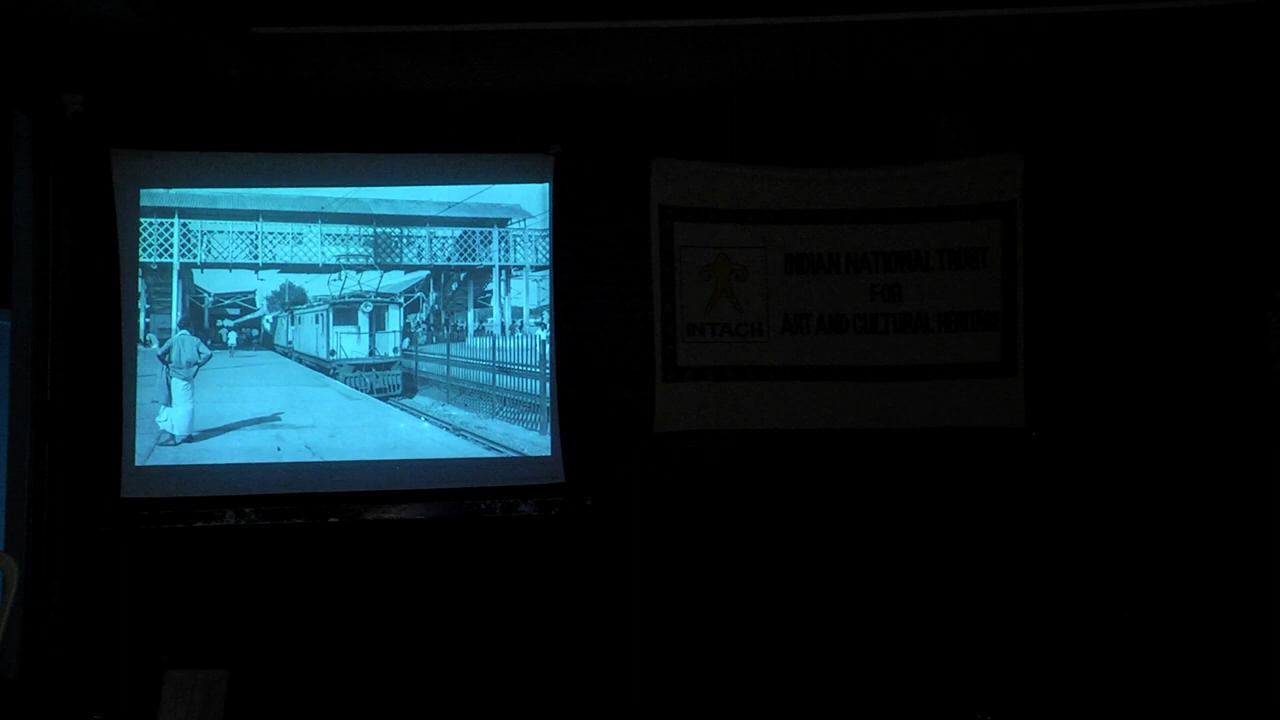 INTACH
INDIAN NATIONAL TRUST
FOR
ART AND CULTURAL HERITAGE